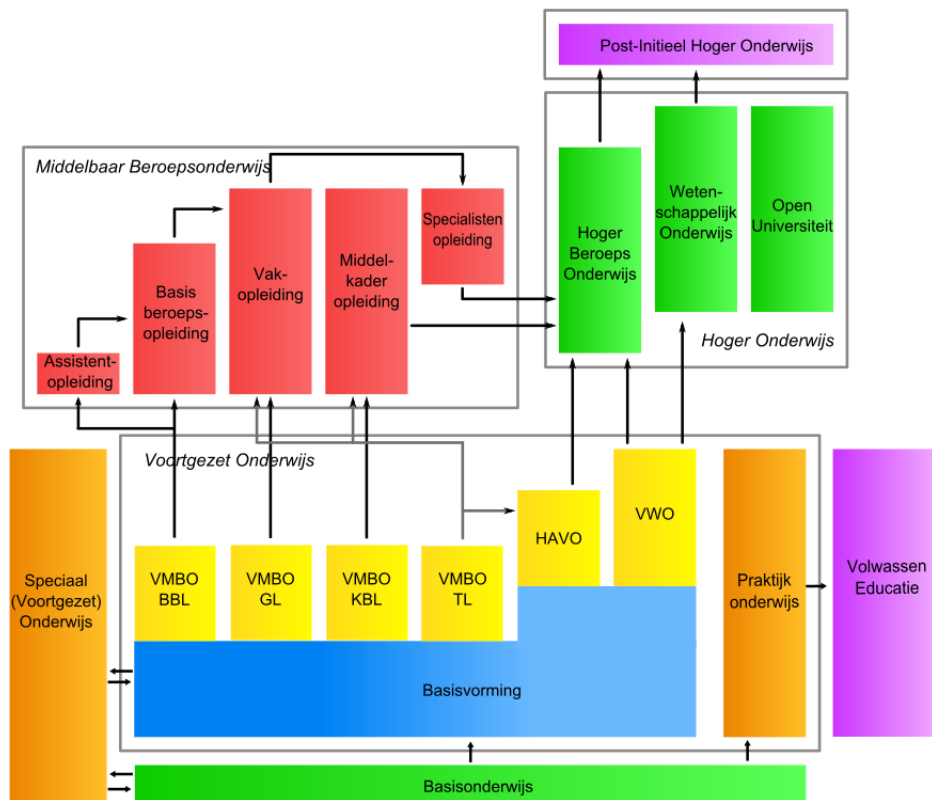 Post-Initieel Hoger Onderwijs
Middelbaar Beroepsonderwijs
Assistent-
opleiding
Basis
beroeps-
opleiding
Vak-
opleiding
Middel-
kader
opleiding
Specialisten
opleiding
Hoger
Beroeps
Onderwijs
Weten-
schappelijk
Onderwijs
Open
Universiteit
Hoger Onderwijs
Voortgezet Onderwijs
Speciaal
(Voortgezet)
Onderwijs
VMBO
BBL
VMBO
GL
VMBO
KBL
VMBO
TL
HAVO
VWO
Praktijk
onderwijs
Volwassen
Educatie
Basisvorming
Basisonderwijs